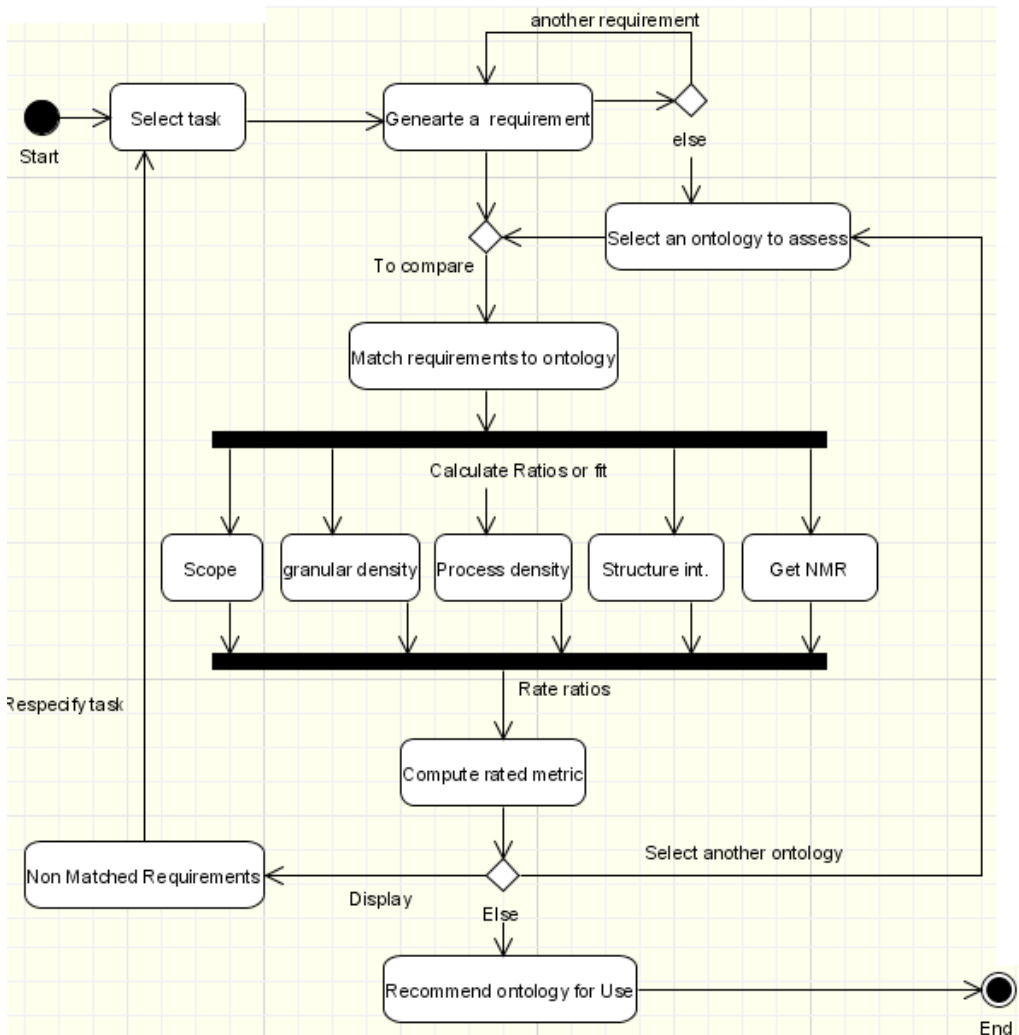 another requirement
Select task
Genearte a  requirement
Start
else
Select an ontology to assess
To compare
Match requirements to ontology
Calculate Ratios or fit
Scope
granular density
Process density
Structure int.
Get NMR
Rate ratios
Respecify task
Compute rated metric
Select another ontology
Non Matched Requirements
Display
Else
Recommend ontology for Use
End